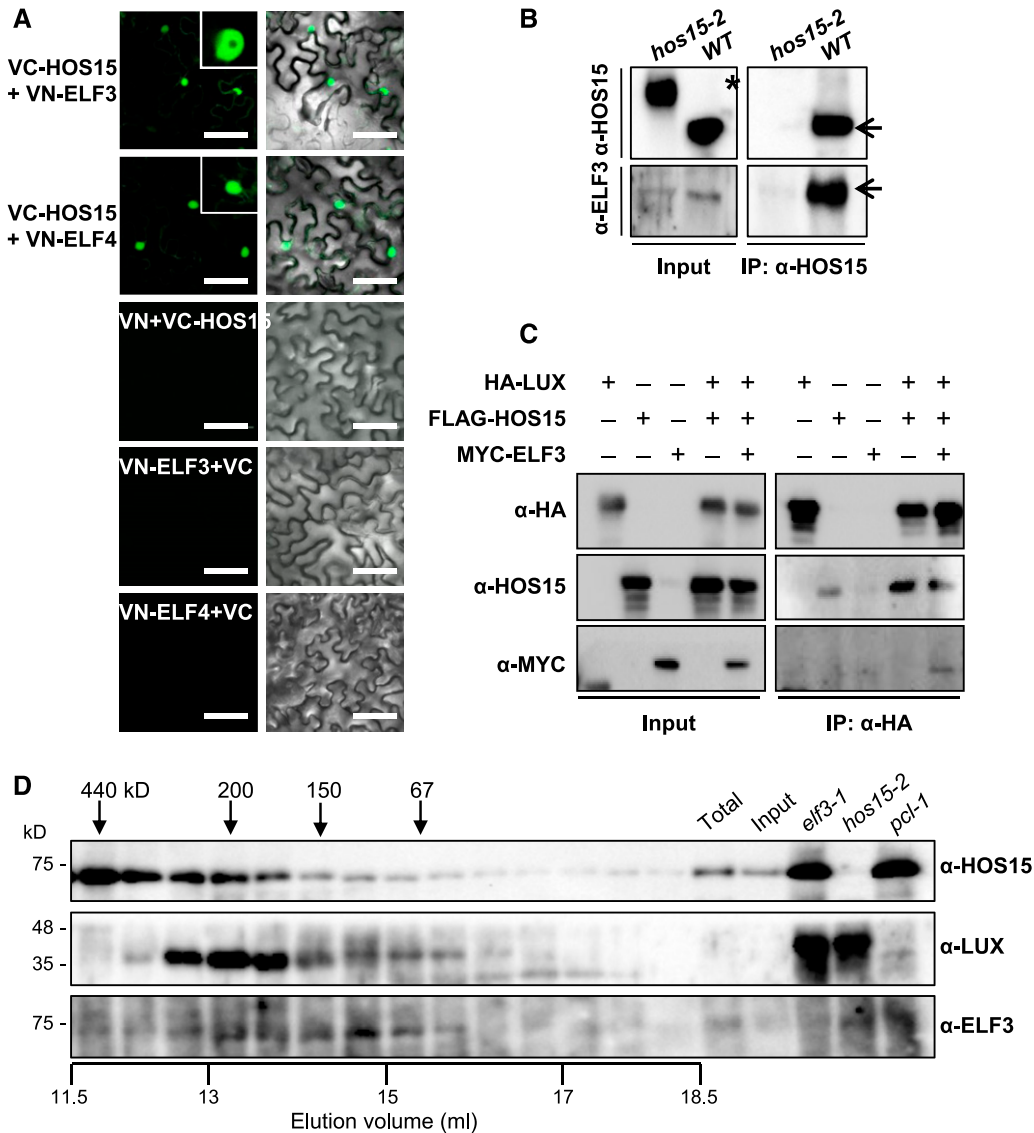 A
VC-HOS15
+ VN-ELF3
VC-HOS15
+ VN-ELF4
VN+VC-HOS15
VN-ELF3+VC
VN-ELF4+VC
B
hos15-2
WT
hos15-2
WT
α-HOS15
*
α-ELF3
Input
IP: α-HOS15
C
HA-LUX + – – + + + – – + +
FLAG-HOS15 – + – + + – + – + +
MYC-ELF3 – – + – + – – + – +
α-HA
α-HOS15
α-MYC
Input
IP: α-HA
D
440 kD 200 150 67
Total Input elf3-1 hos15-2 pcl-1
kD
75 -
α-HOS15
48 -
35 -
α-LUX
75 -
α-ELF3
11.5 13 15 17 18.5
Elution volume (ml)